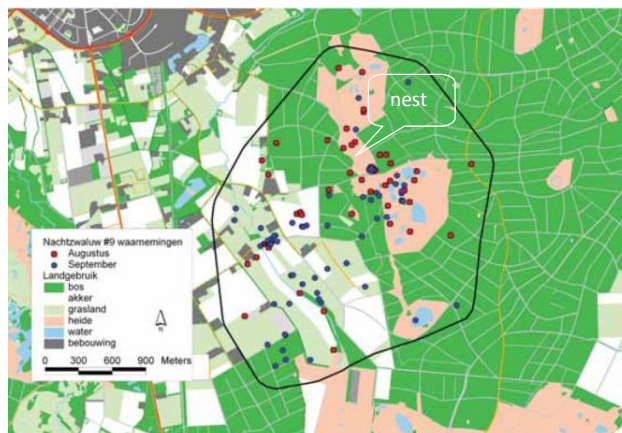 nest
Nachtzwaluw #9 waarnemingen
Augustus
September
Landgebruik
bos
akker
grasland
heide
water
bebouwing
N
0 300 600 900 Meters